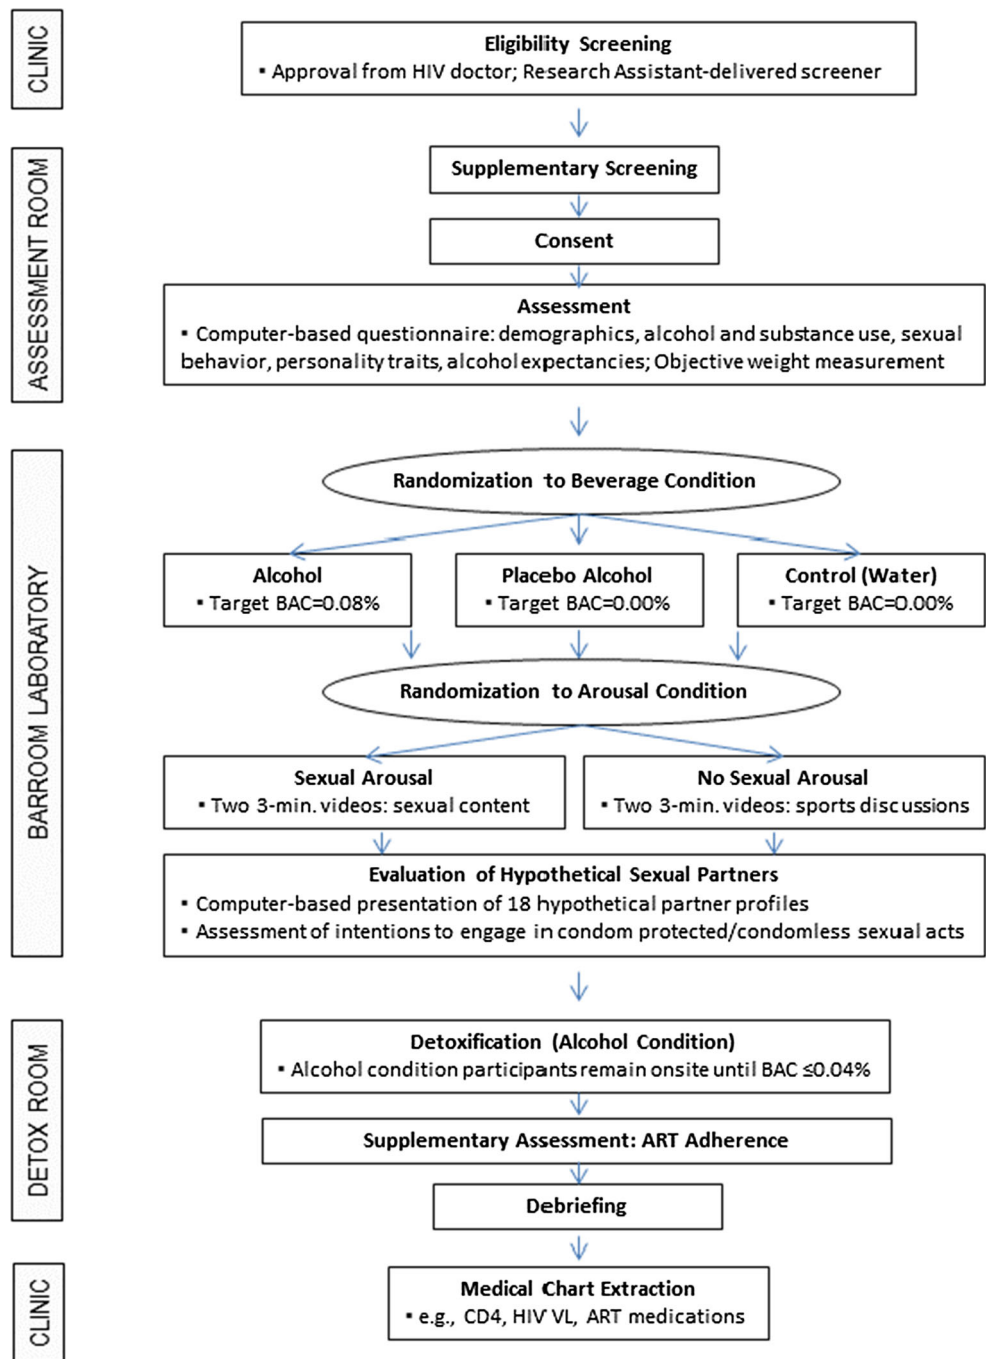 CLINIC
Eligibility Screening
▪ Approval from HIV doctor; Research Assistant-delivered screener
ASSESSMENT ROOM
Supplementary Screening
Consent
Assessment
▪ Computer-based questionnaire: demographics, alcohol and substance use, sexual
behavior, personality traits, alcohol expectancies; Objective weight measurement
BARROOM LABORATORY
Randomization to Beverage Condition
Alcohol
▪ Target BAC=0.08%
Placebo Alcohol
▪ Target BAC=0.00%
Control (Water)
▪ Target BAC=0.00%
Randomization to Arousal Condition
Sexual Arousal
▪ Two 3-min. videos: sexual content
No Sexual Arousal
▪ Two 3-min. videos: sports discussions
Evaluation of Hypothetical Sexual Partners
▪ Computer-based presentation of 18 hypothetical partner profiles
▪ Assessment of intentions to engage in condom protected/condomless sexual acts
DETOX ROOM
Detoxification (Alcohol Condition)
▪ Alcohol condition participants remain onsite until BAC ≤0.04%
Supplementary Assessment: ART Adherence
Debriefing
CLINIC
Medical Chart Extraction
▪ e.g., CD4, HIV VL, ART medications